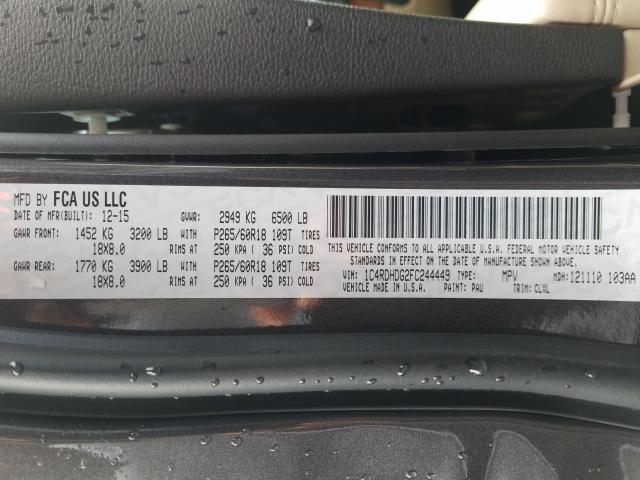 MFD BY FCA US LLC
DATE OF MFR(BUILT): 12-15 GVWR: 2949 KG 6500 LB
GAWR FRONT: 1452 KG 3200 LB WITH P265/60R18 109T TIRES
18X8.0 RIMS AT 250 KPA ( 36 PSI) COLD
GAWR REAR: 1770 KG 3900 LB WITH P265/60R18 109T TIRES
18X8.0 RIMS AT 250 KPA ( 36 PSI) COLD
THIS VEHICLE CONFORMS TO ALL APPLICABLE U.S.A. FEDERAL MOTOR VEHICLE SAFETY
STANDARDS IN EFFECT ON THE DATE OF MANUFACTURE SHOWN ABOVE.
VIN: 1C4RDHDG2FC244449 TYPE: MPV MDH: 121110 103AA
VEHICLE MADE IN U.S.A. PAINT: PAU TRIM: CLXL